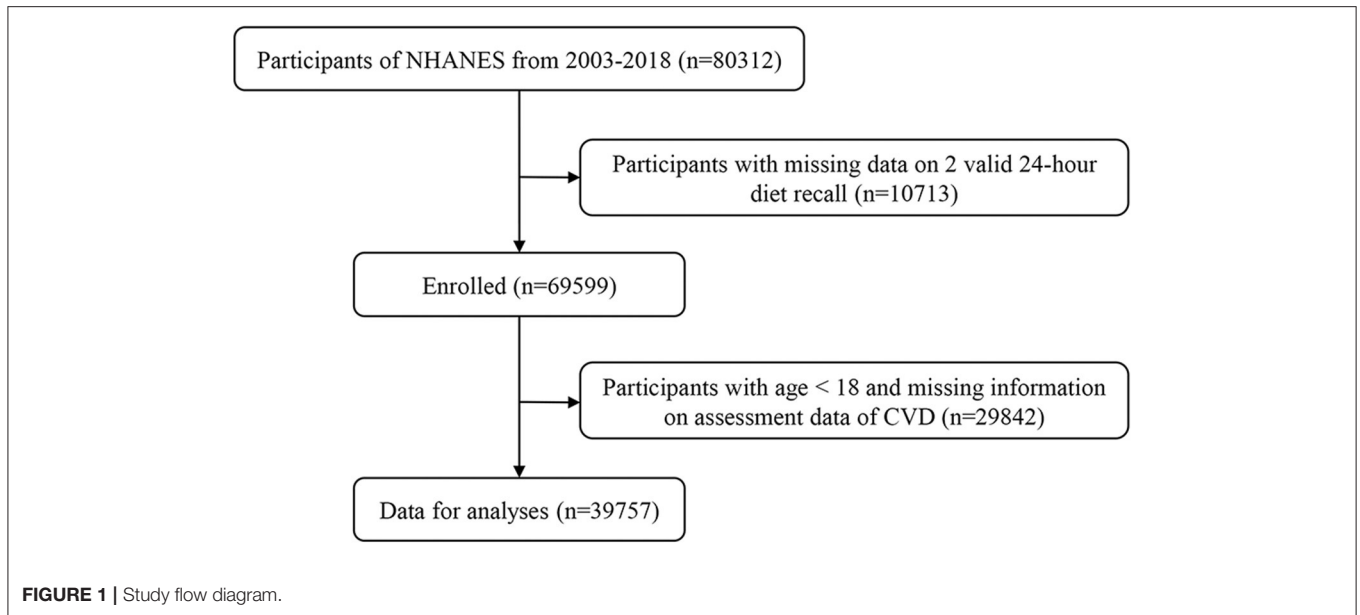 Participants of NHANES from 2003-2018 (n=80312)
Participants with missing data on 2 valid 24-hour
diet recall (n=10713)
Enrolled (n=69599)
Participants with age < 18 and missing information
on assessment data of CVD (n=29842)
Data for analyses (n=39757)
FIGURE 1 | Study flow diagram.